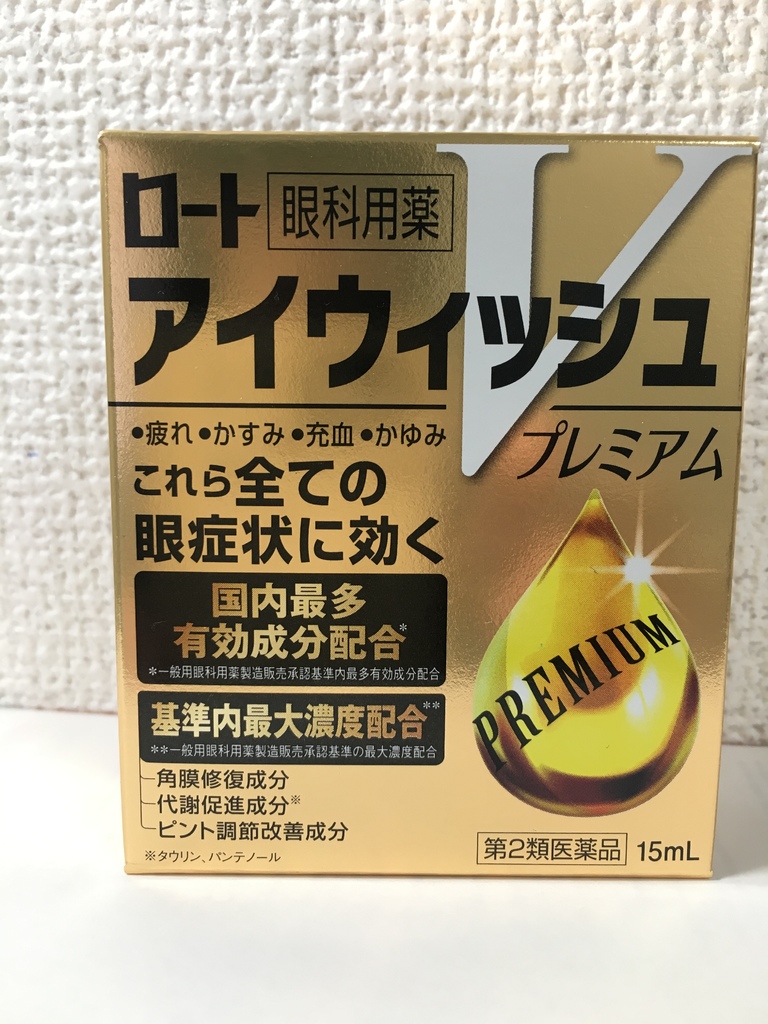 ロート 眼科用薬
V
アイウィッシュ
プレミアム
•疲れ•かすみ•充血•かゆみ
これら全ての
眼症状に効く
国内最多
有効成分配合*
*一般用眼科用薬製造販売承認基準内最多有効成分配合
基準内最大濃度配合**
**一般用眼科用薬製造販売承認基準の最大濃度配合
角膜修復成分
代謝促進成分※
ピント調節改善成分
※タウリン、パンテノール
PREMIUM
第2類医薬品 15mL